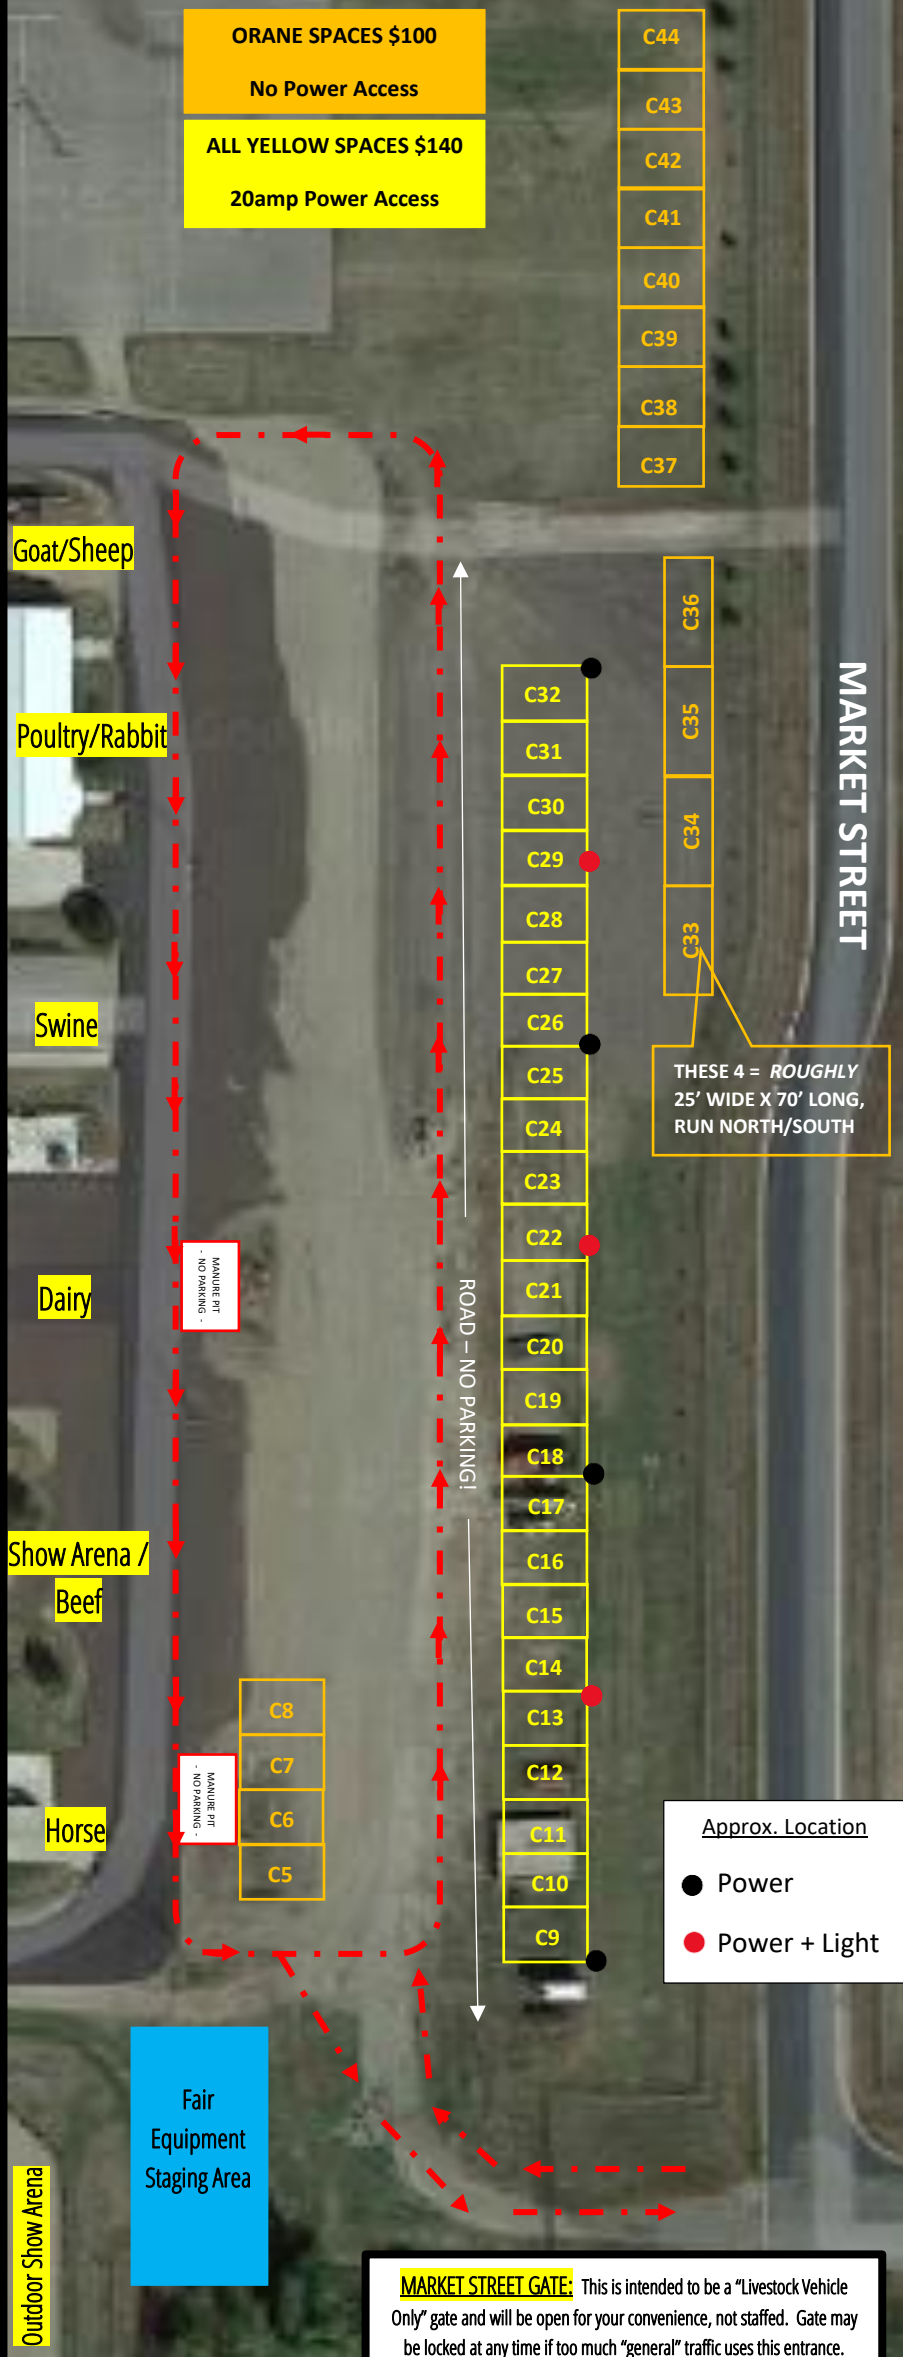 ORANE SPACES $100
No Power Access
ALL YELLOW SPACES $140
20amp Power Access
C44
C43
C42
C41
C40
C39
C38
C37
Goat/Sheep
Poultry/Rabbit
Swine
Dairy
Show Arena /
Beef
Horse
Outdoor Show Arena
MANURE PIT
- NO PARKING -
MANURE PIT
- NO PARKING -
C8
C7
C6
C5
ROAD – NO PARKING!
C32
C31
C30
C29
C28
C27
C26
C25
C24
C23
C22
C21
C20
C19
C18
C17
C16
C15
C14
C13
C12
C11
C10
C9
C36
C35
C34
C33
THESE 4 = ROUGHLY
25’ WIDE X 70’ LONG,
RUN NORTH/SOUTH
MARKET STREET
Approx. Location
Power
Power + Light
Fair
Equipment
Staging Area
MARKET STREET GATE: This is intended to be a “Livestock Vehicle
Only” gate and will be open for your convenience, not staffed. Gate may
be locked at any time if too much “general” traffic uses this entrance.